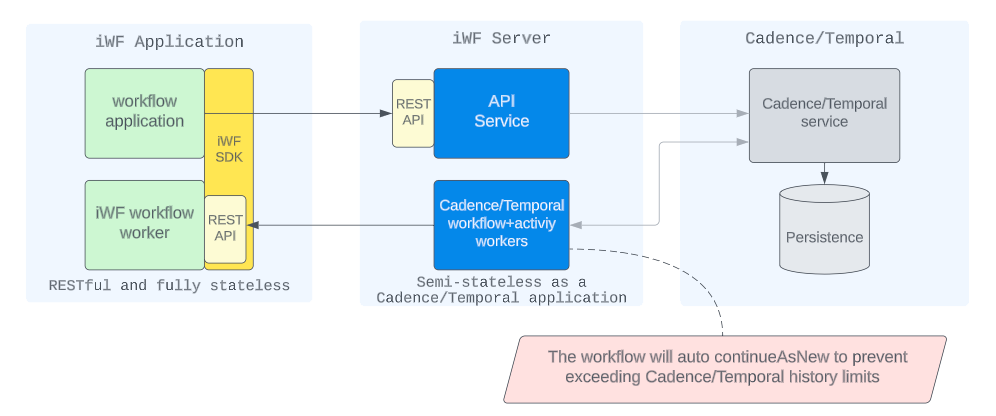 iWF Application
workflow
application
iWF
SDK
iWF workflow
worker
REST
API
RESTful and fully stateless
iWF Server
REST
API
API
Service
Cadence/Temporal
workflow+activiy
workers
Semi-stateless as a
Cadence/Temporal application
Cadence/Temporal
Cadence/Temporal
service
Persistence
The workflow will auto continueAsNew to prevent
exceeding Cadence/Temporal history limits